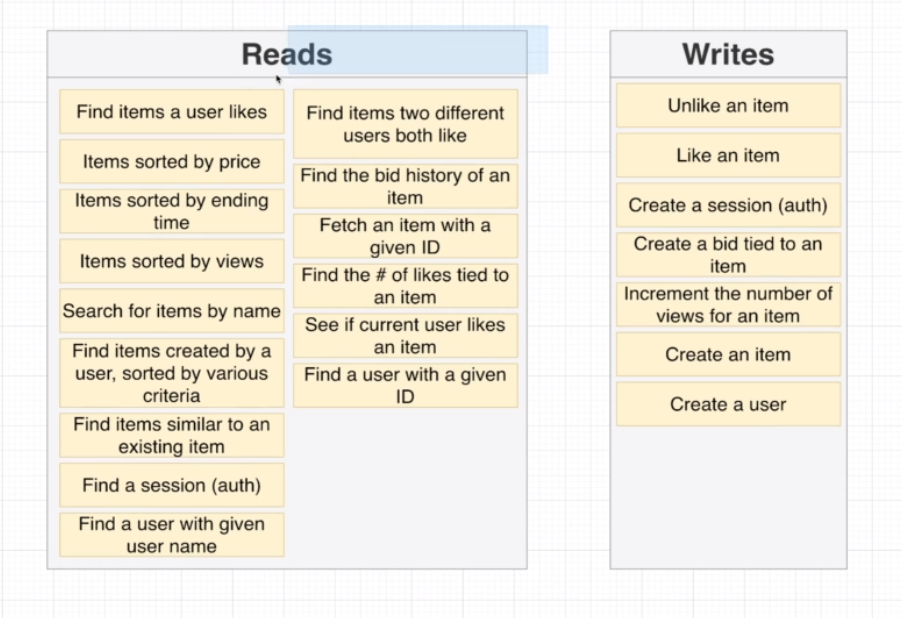 Reads
Find items a user likes
Items sorted by price
Items sorted by ending
time
Items sorted by views
Search for items by name
Find items created by a
user, sorted by various
criteria
Find items similar to an
existing item
Find a session (auth)
Find a user with given
user name
Find items two different
users both like
Find the bid history of an
item
Fetch an item with a
given ID
Find the # of likes tied to
an item
See if current user likes
an item
Find a user with a given
ID
Writes
Unlike an item
Like an item
Create a session (auth)
Create a bid tied to an
item
Increment the number of
views for an item
Create an item
Create a user